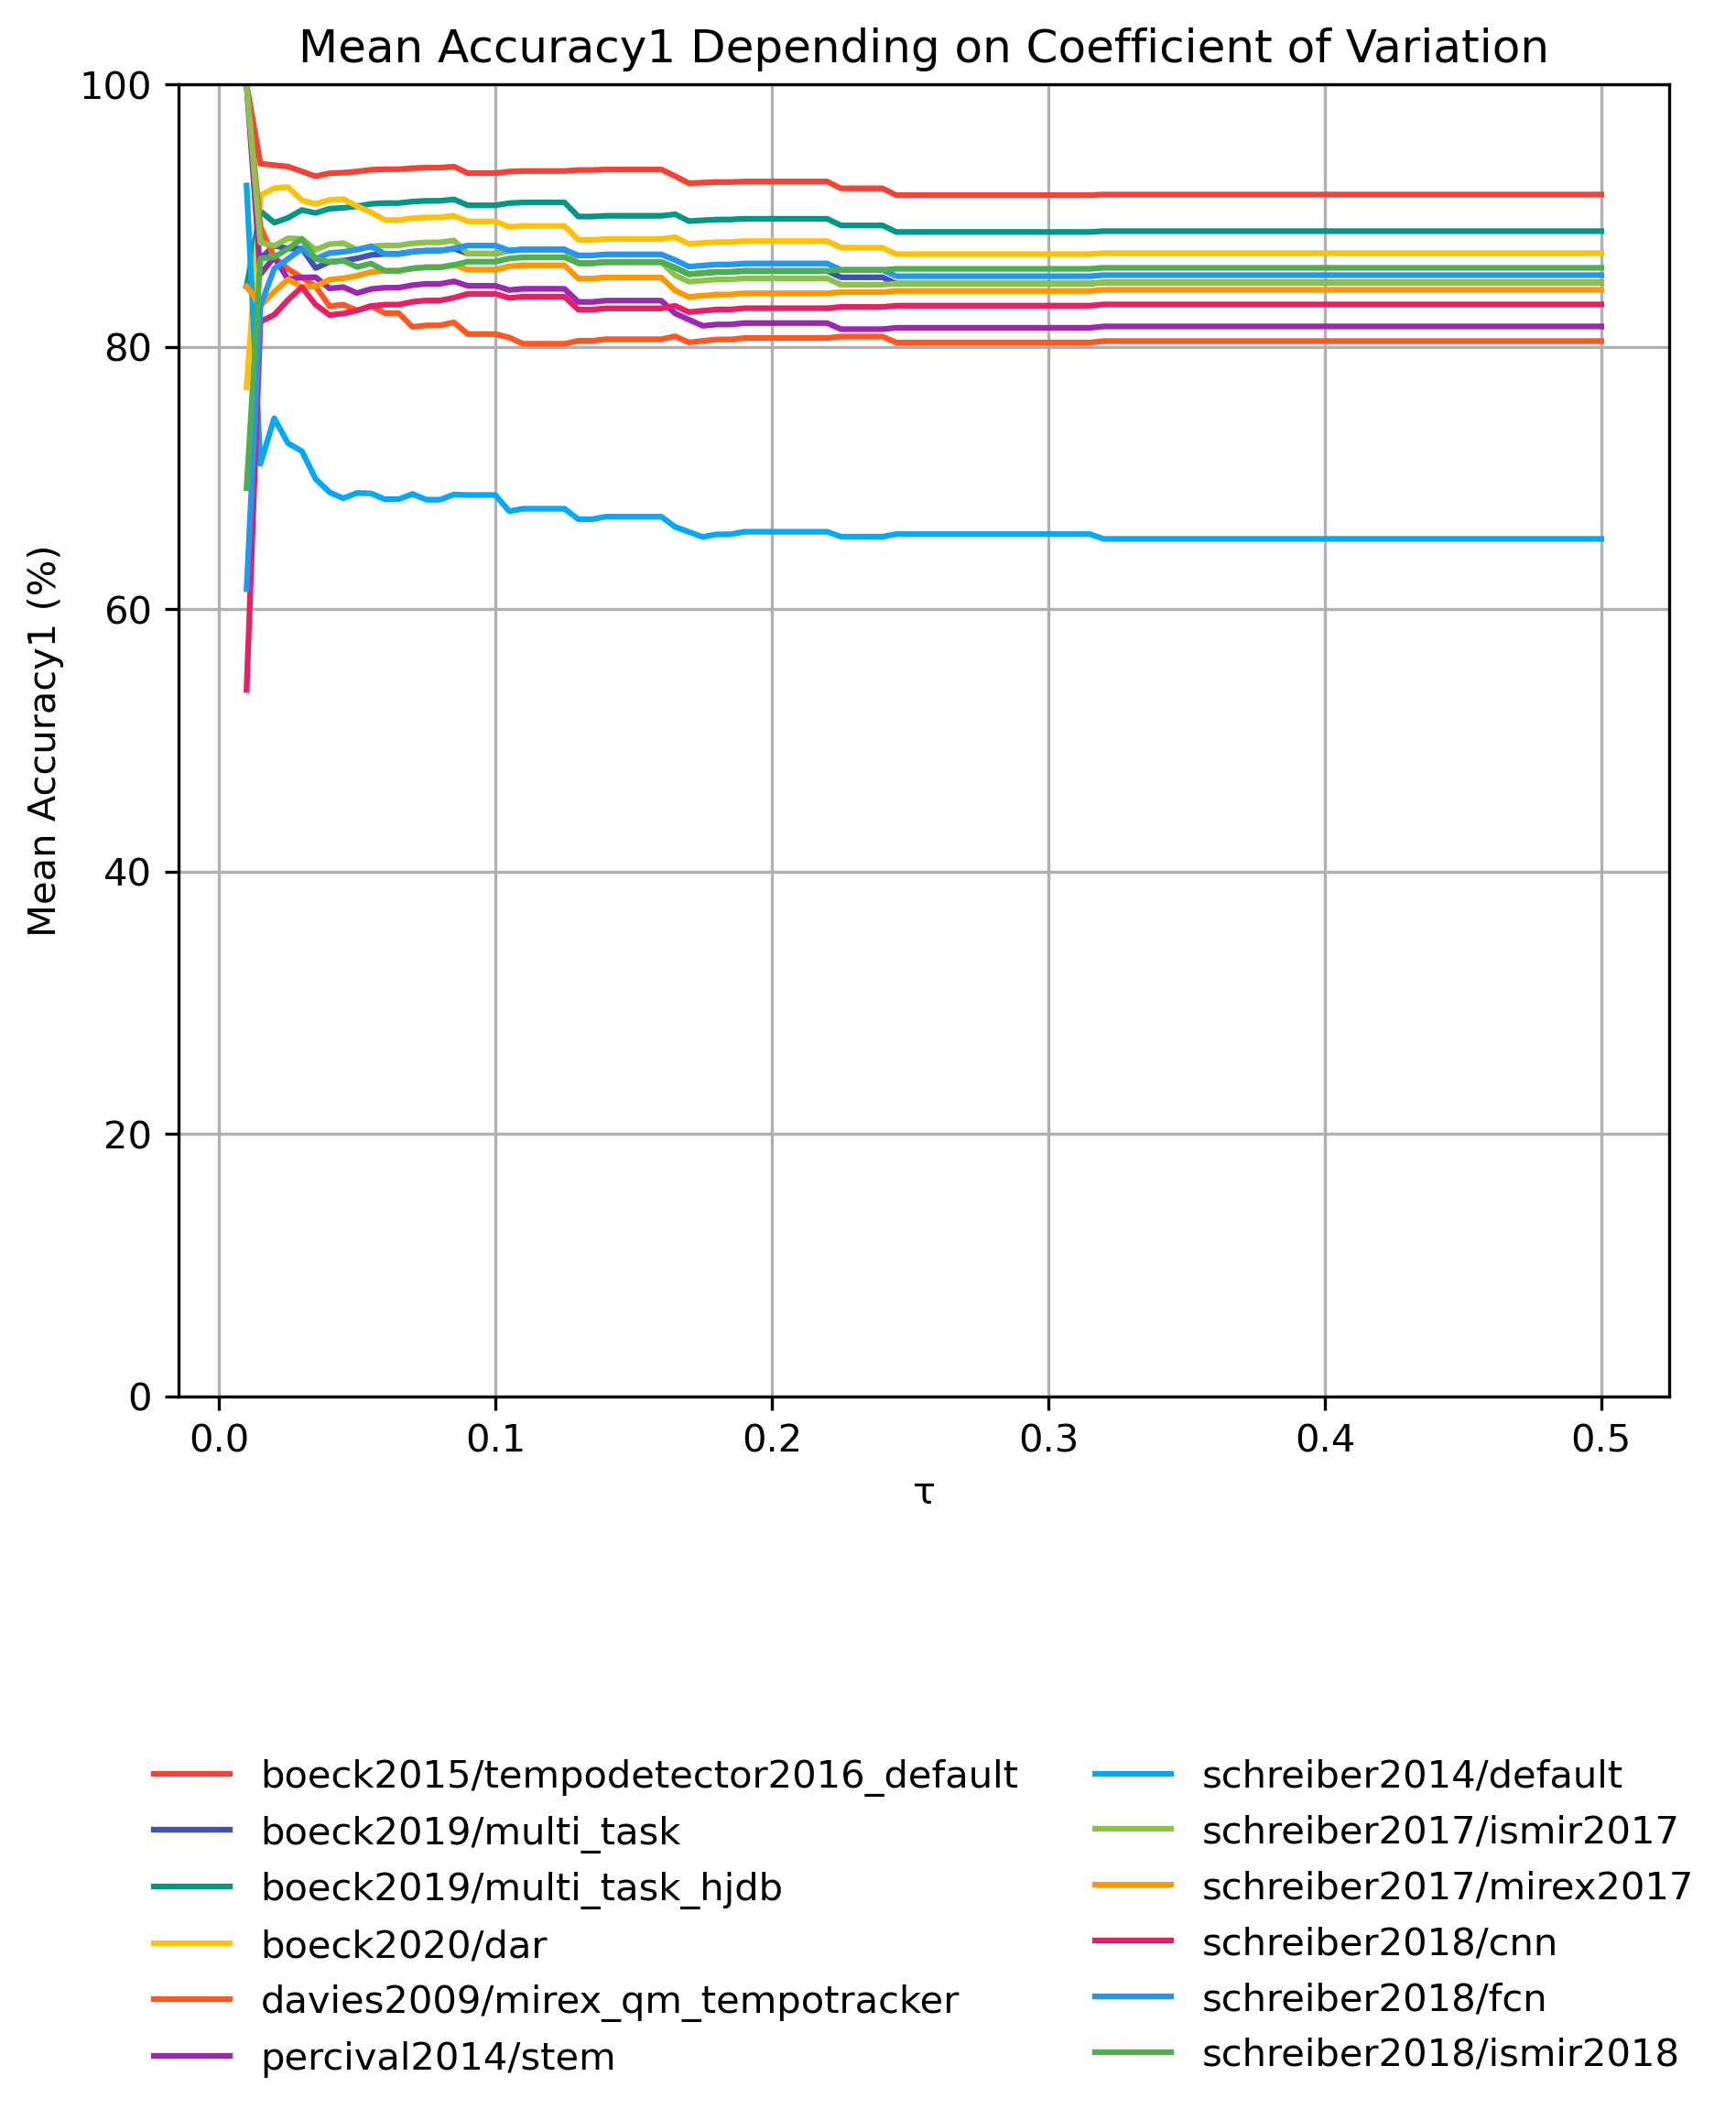 Mean Accuracy1 Depending on Coefficient of Variation
100
80
60
40
20
0
Mean Accuracy1 (%)
0.0 0.1 0.2 0.3 0.4 0.5
τ
boeck2015/tempodetector2016_default
boeck2019/multi_task
boeck2019/multi_task_hjdb
boeck2020/dar
davies2009/mirex_qm_tempotracker
percival2014/stem
schreiber2014/default
schreiber2017/ismir2017
schreiber2017/mirex2017
schreiber2018/cnn
schreiber2018/fcn
schreiber2018/ismir2018